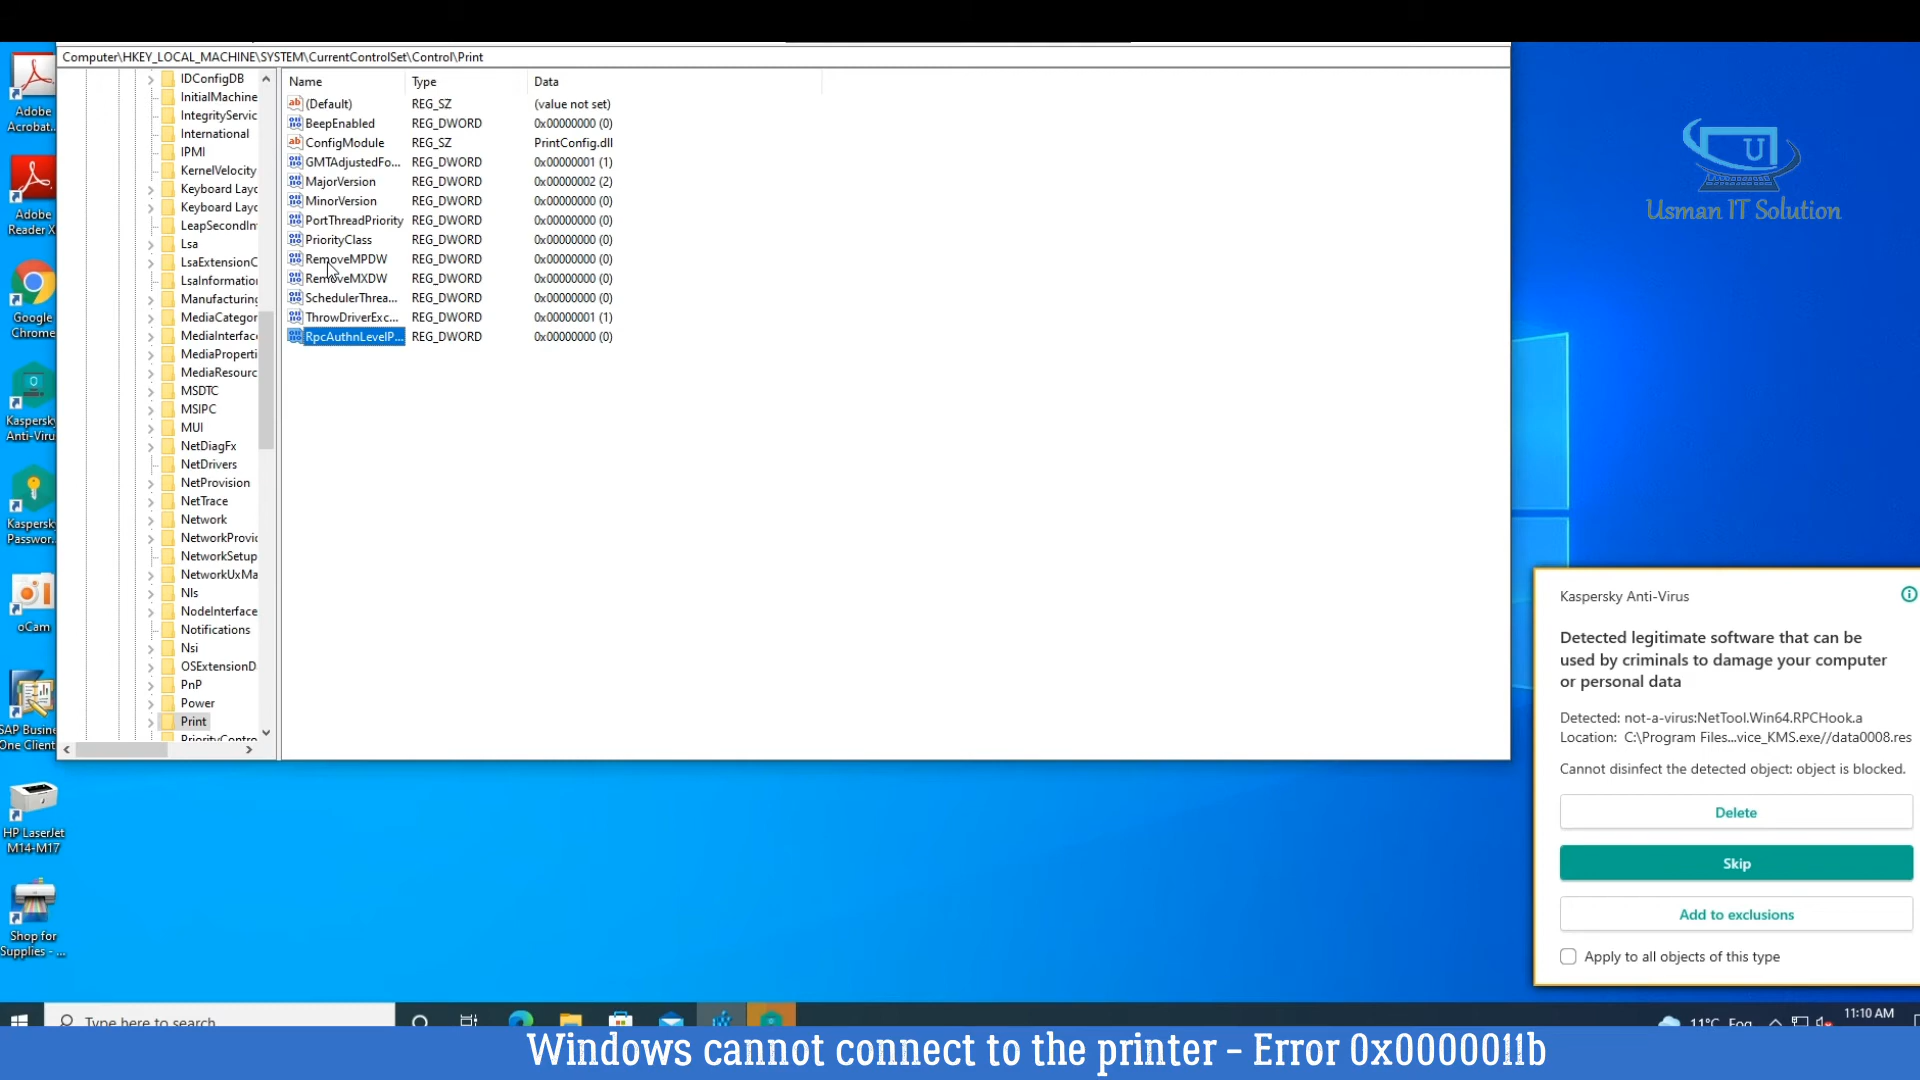 Computer\HKEY_LOCAL_MACHINE\SYSTEM\CurrentControlSet\Control\Print
IDConfigDB
InitialMachine
IntegrityServic
International
IPMI
KernelVelocity
Keyboard Layc
Keyboard Layc
LeapSecondIn
Lsa
LsaExtensionC
LsaInformatio
Manufacturing
MediaCategor
MediaInterfac
MediaProperti
MediaResourc
MSDTC
MSIPC
MUI
NetDiagFx
NetDrivers
NetProvision
NetTrace
Network
NetworkProvic
NetworkSetup
NetworkUxMa
Nls
NodeInterface
Notifications
Nsi
OSExtensionD
PnP
Power
Print
PriorityContro
Name Type Data
(Default) REG_SZ (value not set)
BeepEnabled REG_DWORD 0x00000000 (0)
ConfigModule REG_SZ PrintConfig.dll
GMTAdjustedFo... REG_DWORD 0x00000001 (1)
MajorVersion REG_DWORD 0x00000002 (2)
MinorVersion REG_DWORD 0x00000000 (0)
PortThreadPriority REG_DWORD 0x00000000 (0)
PriorityClass REG_DWORD 0x00000000 (0)
RemoveMPDW REG_DWORD 0x00000000 (0)
RemoveMXDW REG_DWORD 0x00000000 (0)
SchedulerThrea... REG_DWORD 0x00000000 (0)
ThrowDriverExc... REG_DWORD 0x00000001 (1)
RpcAuthnLevelP... REG_DWORD 0x00000000 (0)
Adobe
Acrobat...
Adobe
Reader X
Google
Chrome
Kaspersky
Anti-Viru
Kaspersky
Passwor...
oCam
SAP Busine
One Client
HP LaserJet
M14-M17
Shop for
Supplies - ...
U
Usman IT Solution
Kaspersky Anti-Virus
Detected legitimate software that can be
used by criminals to damage your computer
or personal data
Detected: not-a-virus:NetTool.Win64.RPCHook.a
Location: C:\Program Files...vice_KMS.exe//data0008.res
Cannot disinfect the detected object: object is blocked.
Delete
Skip
Add to exclusions
Apply to all objects of this type
Type here to search
11°C Fog
11:10 AM
Windows cannot connect to the printer – Error 0x0000011b